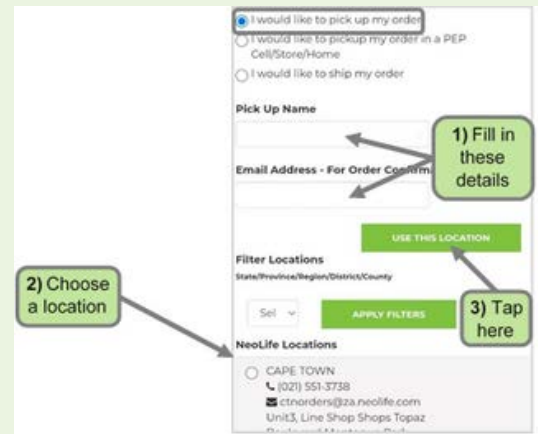 I would like to pick up my order
I would like to pickup my order in a PEP
Cell/Store/Home
I would like to ship my order
Pick Up Name
1) Fill in
these
details
Email Address - For Order Confirm
USE THIS LOCATION
Filter Locations
State/Province/Region/District/County
2) Choose
a location
3) Tap
here
Sel
APPLY FILTERS
NeoLife Locations
CAPE TOWN
(021) 551-3738
ctnorders@za.neolife.com
Unit3, Line Shop Shops Topaz